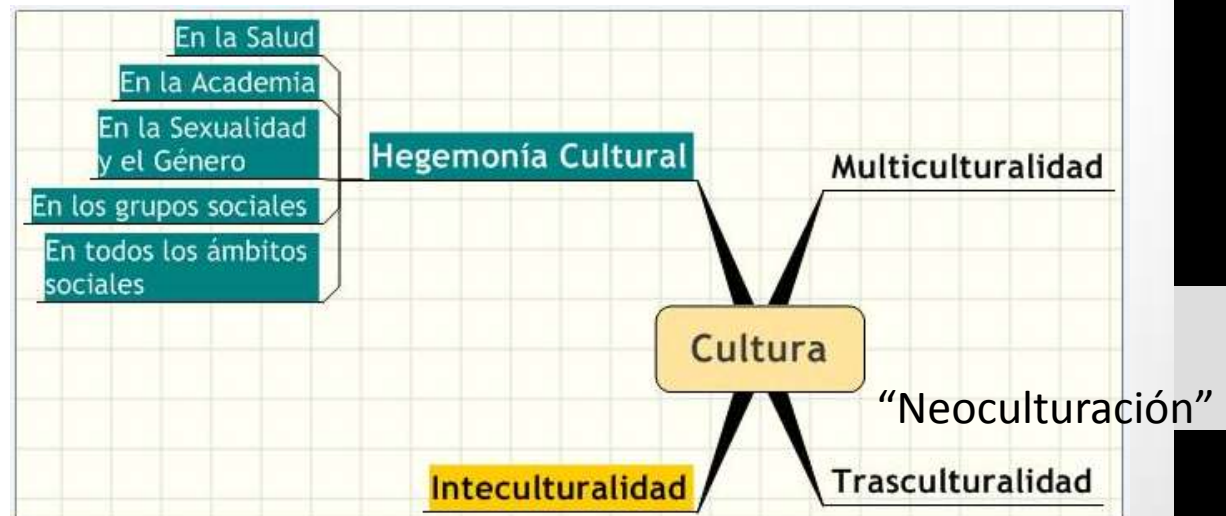 En la Salud
En la Academia
En la Sexualidad
y el Género
En los grupos sociales
En todos los ámbitos
sociales
Hegemonía Cultural
Multiculturalidad
Cultura
“Neoculturación”
Inteculturalidad
Trasculturalidad